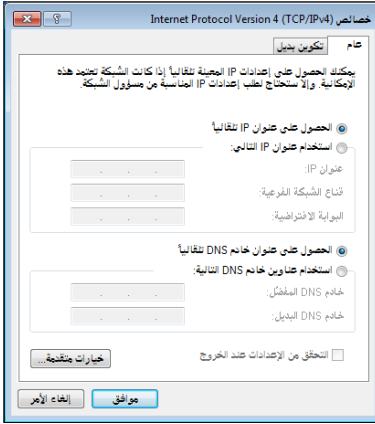 خصائص Internet Protocol Version 4 (TCP/IPv4)
عام
تكوين بديل
يمكنك الحصول على إعدادات IP المعينة تلقائياً إذا كانت الشبكة تعتمد هذه
الإمكانية. وإلا ستحتاج لطلب إعدادات IP المناسبة من مسؤول الشبكة.
الحصول على عنوان IP تلقائياً
استخدام عنوان IP التالي:
عنوان IP:
قناع الشبكة الفرعية:
البوابة الافتراضية:
الحصول على عنوان خادم DNS تلقائياً
استخدام عناوين خادم DNS التالية:
خادم DNS المفضّل:
خادم DNS البديل:
التحقق من الإعدادات عند الخروج
خيارات متقدمة...
موافق
إلغاء الأمر